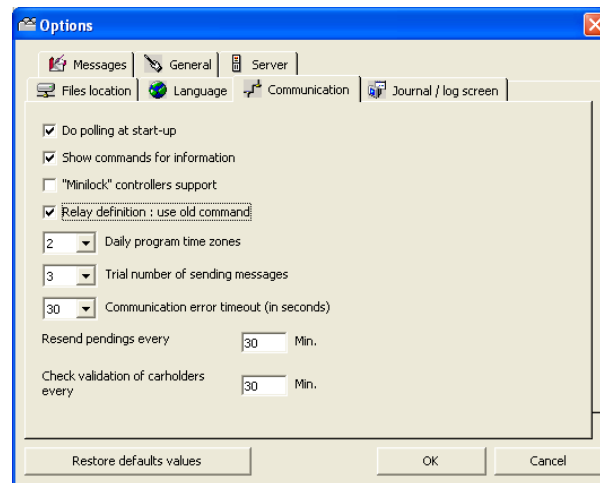 Options
Messages
General
Server
Files location
Language
Communication
Journal / log screen
Do polling at start-up
Show commands for information
"Minilock" controllers support
Relay definition : use old command
2 Daily program time zones
3 Trial number of sending messages
30 Communication error timeout (in seconds)
Resend pendings every 30 Min.
Check validation of carholders
every 30 Min.
Restore defaults values
OK
Cancel